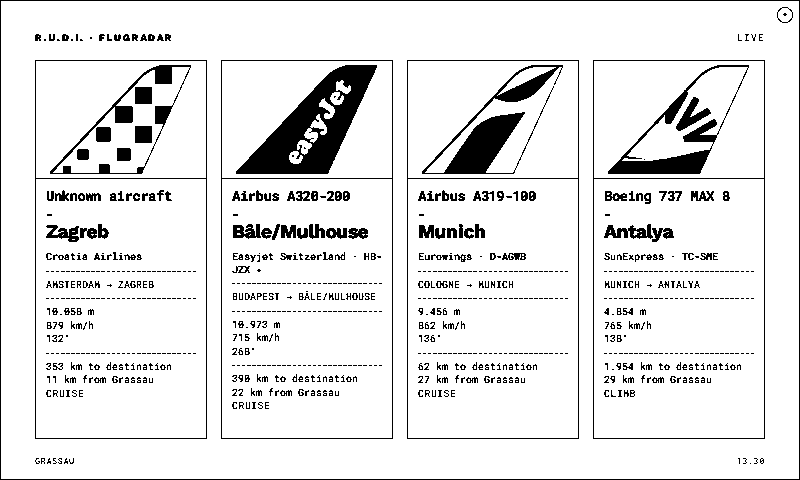 R.U.D.I. · FLUGRADAR
LIVE
Unknown aircraft
-
Zagreb
Croatia Airlines
AMSTERDAM → ZAGREB
10.058 m
879 km/h
132°
353 km to destination
11 km from Grassau
CRUISE
easyJet
Airbus A320-200
-
Bâle/Mulhouse
Easyjet Switzerland · HB-
JZX +
BUDAPEST → BÂLE/MULHOUSE
10.973 m
715 km/h
268°
390 km to destination
22 km from Grassau
CRUISE
Airbus A319-100
-
Munich
Eurowings · D-AGWB
COLOGNE → MUNICH
9.456 m
862 km/h
136°
62 km to destination
27 km from Grassau
CRUISE
Boeing 737 MAX 8
-
Antalya
SunExpress · TC-SME
MUNICH → ANTALYA
4.854 m
765 km/h
138°
1.954 km to destination
29 km from Grassau
CLIMB
GRASSAU
13.30